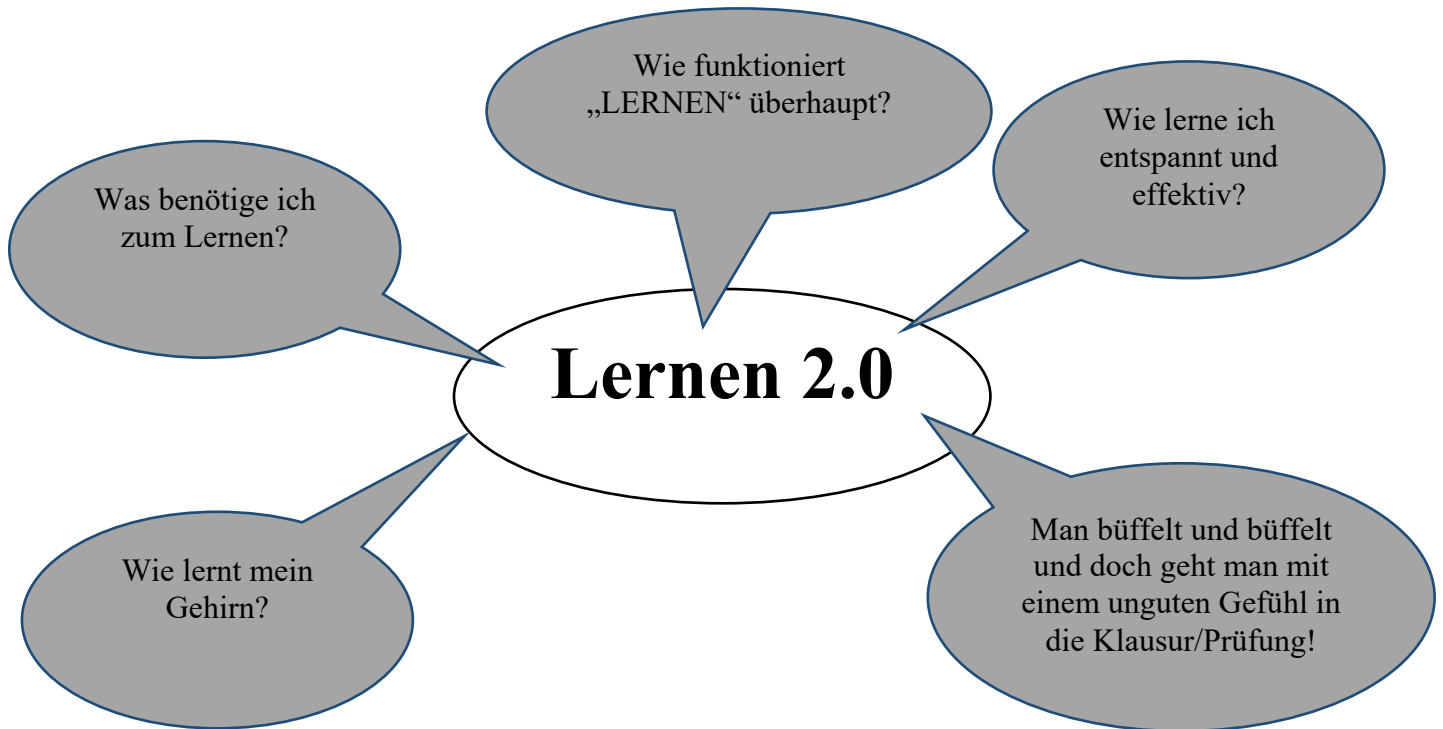 Wie funktioniert
„LERNEN“ überhaupt?
Wie lerne ich
entspannt und
effektiv?
Was benötige ich
zum Lernen?
Lernen 2.0
Wie lernt mein
Gehirn?
Man büffelt und büffelt
und doch geht man mit
einem unguten Gefühl in
die Klausur/Prüfung!